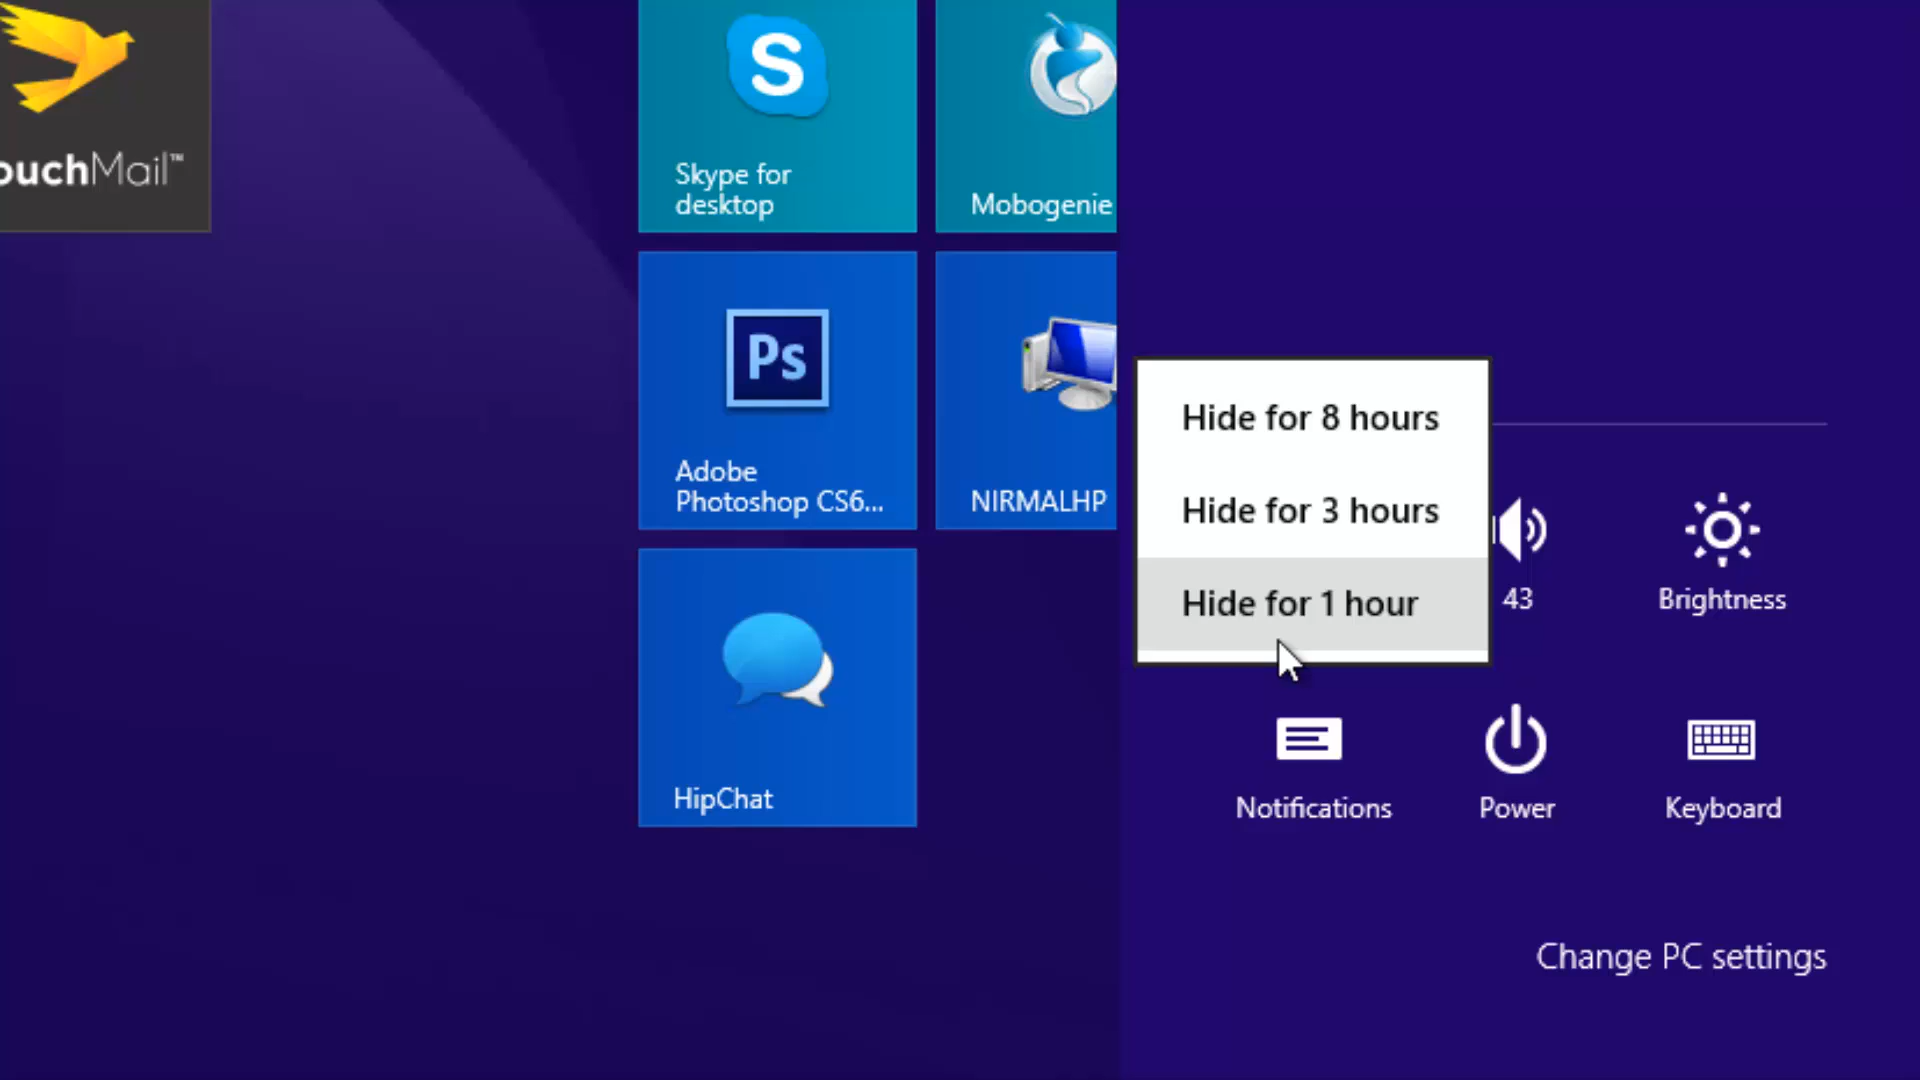 ouchMail™
S
Skype for
desktop
Mobogenie
Ps
Adobe
Photoshop CS6...
NIRMALHP
HipChat
Hide for 8 hours
Hide for 3 hours
Hide for 1 hour
43
Brightness
Notifications
Power
Keyboard
Change PC settings